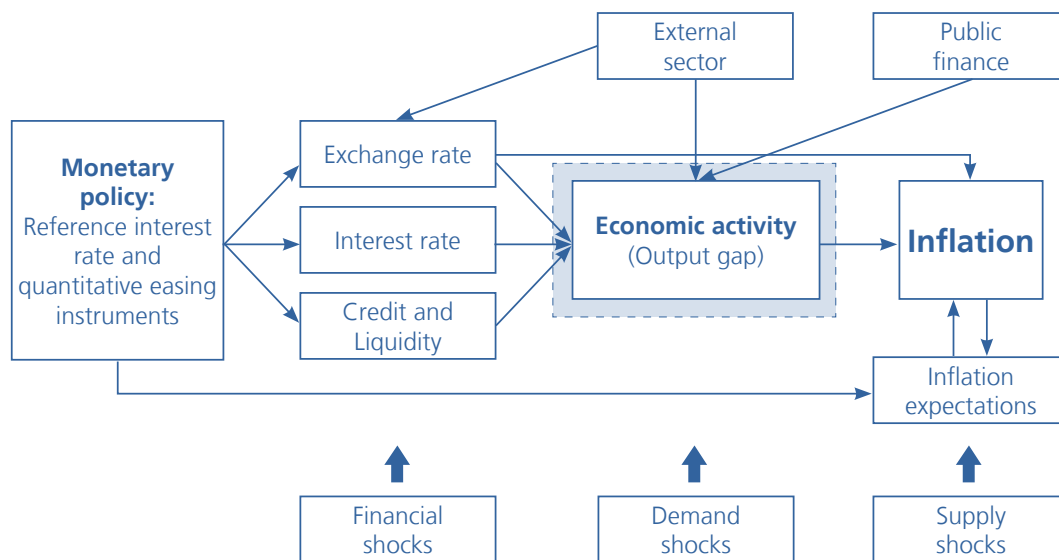 External
sector
Public
finance
Monetary
policy:
Reference interest
rate and
quantitative easing
instruments
Exchange rate
Interest rate
Credit and
Liquidity
Economic activity
(Output gap)
Inflation
Inflation
expectations
Financial
shocks
Demand
shocks
Supply
shocks